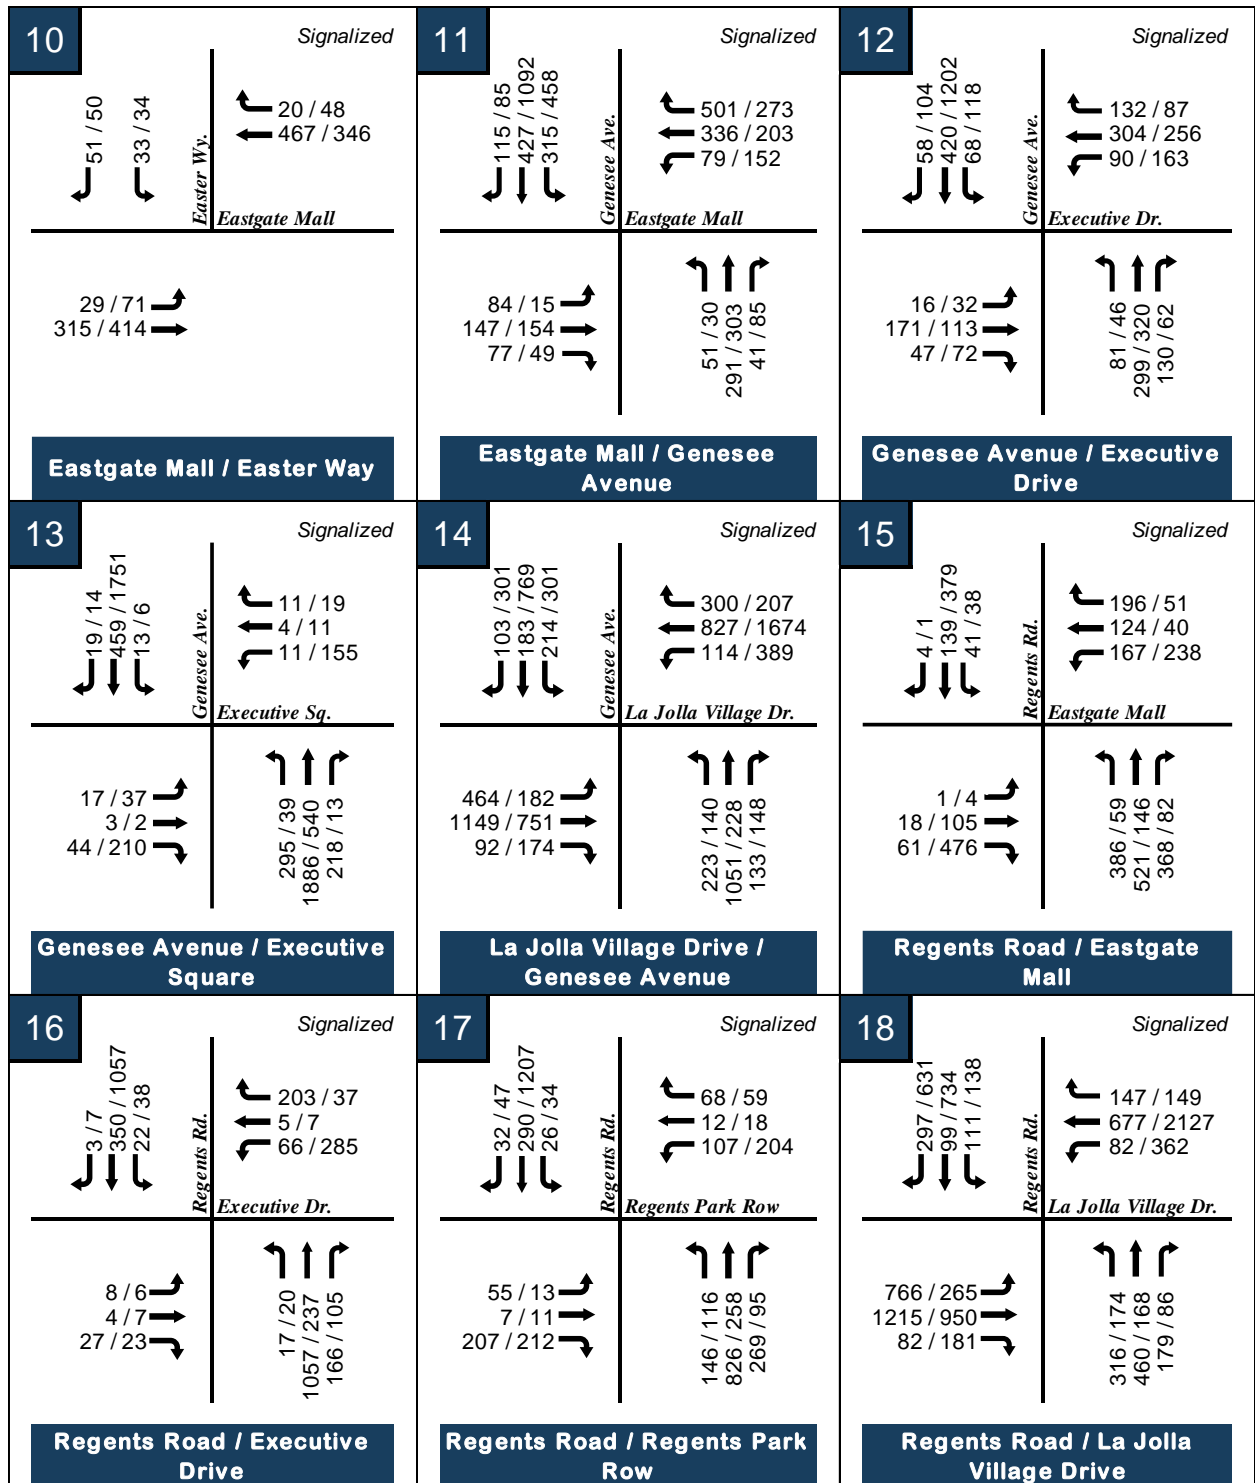 10
Signalized
51 / 50
33 / 34
Easter Wy.
20 / 48
467 / 346
Eastgate Mall
29 / 71
315 / 414
Eastgate Mall / Easter Way
11
Signalized
115 / 85
427 / 1092
315 / 458
Genesee Ave.
501 / 273
336 / 203
79 / 152
Eastgate Mall
84 / 15
147 / 154
77 / 49
51 / 30
291 / 303
41 / 85
Eastgate Mall / Genesee
Avenue
12
Signalized
58 / 104
420 / 1202
68 / 118
Genesee Ave.
132 / 87
304 / 256
90 / 163
Executive Dr.
16 / 32
171 / 113
47 / 72
81 / 46
299 / 320
130 / 62
Genesee Avenue / Executive
Drive
13
Signalized
19 / 14
459 / 1751
13 / 6
Genesee Ave.
11 / 19
4 / 11
11 / 155
Executive Sq.
17 / 37
3 / 2
44 / 210
295 / 39
1886 / 540
218 / 13
Genesee Avenue / Executive
Square
14
Signalized
103 / 301
183 / 769
214 / 301
Genesee Ave.
300 / 207
827 / 1674
114 / 389
La Jolla Village Dr.
464 / 182
1149 / 751
92 / 174
223 / 140
1051 / 228
133 / 148
La Jolla Village Drive /
Genesee Avenue
15
Signalized
4 / 1
139 / 379
41 / 38
Regents Rd.
196 / 51
124 / 40
167 / 238
Eastgate Mall
1 / 4
18 / 105
61 / 476
386 / 59
521 / 146
368 / 82
Regents Road / Eastgate
Mall
16
Signalized
3 / 7
350 / 1057
22 / 38
Regents Rd.
203 / 37
5 / 7
66 / 285
Executive Dr.
8 / 6
4 / 7
27 / 23
17 / 20
1057 / 237
166 / 105
Regents Road / Executive
Drive
17
Signalized
32 / 47
290 / 1207
26 / 34
Regents Rd.
68 / 59
12 / 18
107 / 204
Regents Park Row
55 / 13
7 / 11
207 / 212
146 / 116
826 / 258
269 / 95
Regents Road / Regents Park
Row
18
Signalized
297 / 631
99 / 734
111 / 138
Regents Rd.
147 / 149
677 / 2127
82 / 362
La Jolla Village Dr.
766 / 265
1215 / 950
82 / 181
316 / 174
460 / 168
179 / 86
Regents Road / La Jolla
Village Drive